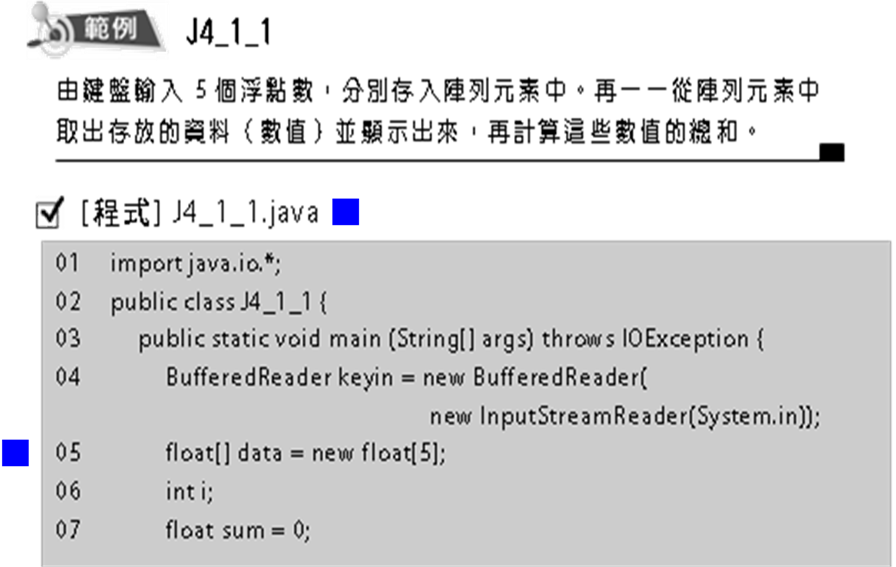 範例 J4_1_1
由鍵盤輸入 5 個浮點數，分別存入陣列元素中。再一一從陣列元素中
取出存放的資料（數值）並顯示出來，再計算這些數值的總和。
[程式] J4_1_1.java
01 import java.io.*;
02 public class J4_1_1 {
03 public static void main (String[] args) throws IOException {
04 BufferedReader keyin = new BufferedReader(
new InputStreamReader(System.in));
05 float[] data = new float[5];
06 int i;
07 float sum = 0;